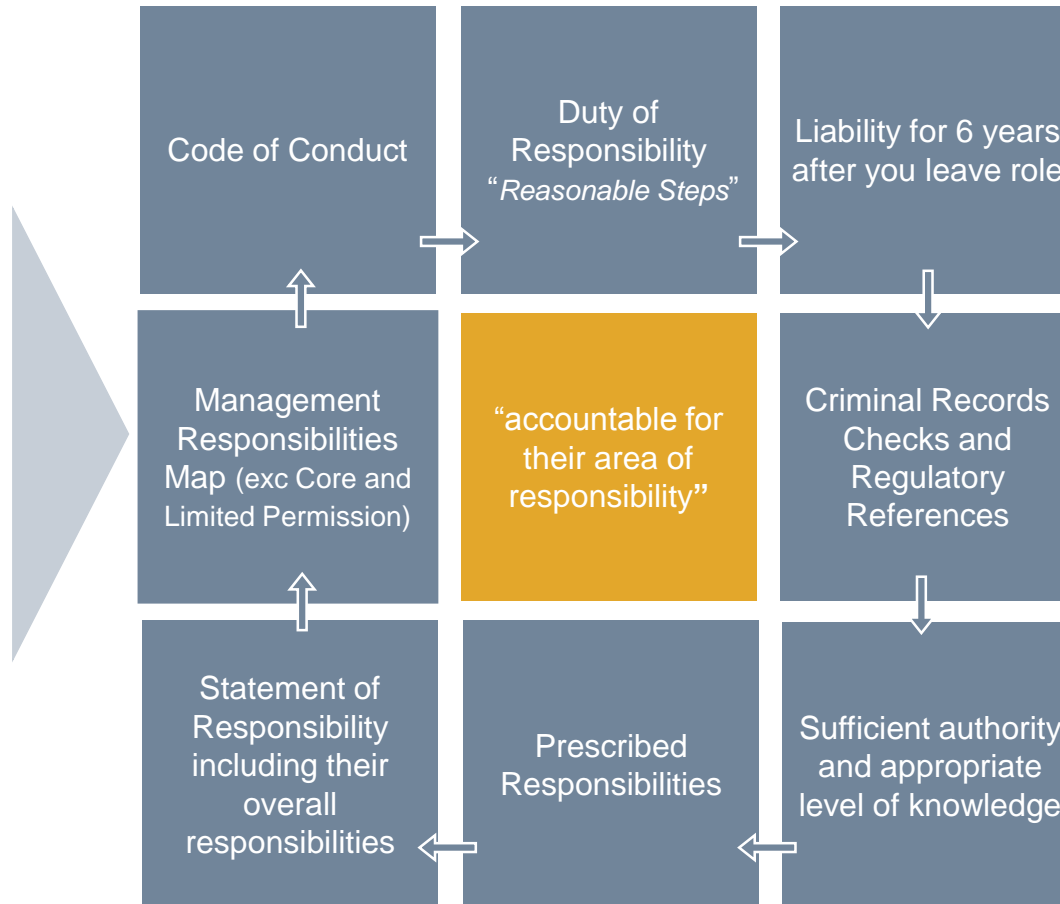 Code of Conduct
Duty of
Responsibility
“Reasonable Steps”
Liability for 6 years
after you leave role
Management
Responsibilities
Map (exc Core and
Limited Permission)
“accountable for
their area of
responsibility”
Criminal Records
Checks and
Regulatory
References
Statement of
Responsibility
including their
overall
responsibilities
Prescribed
Responsibilities
Sufficient authority
and appropriate
level of knowledge